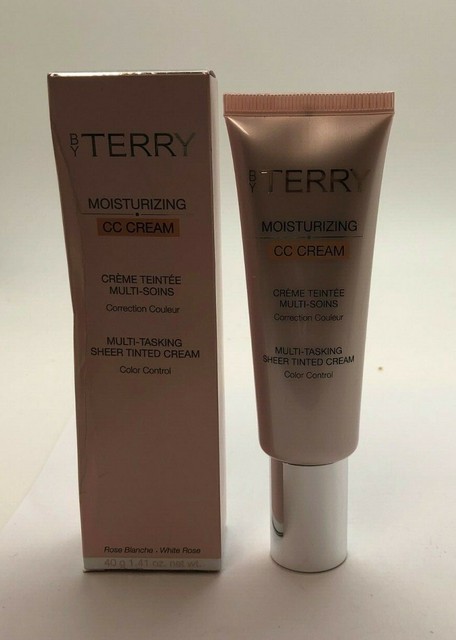 BY TERRY
MOISTURIZING
CC CREAM
CRÈME TEINTÉE
MULTI-SOINS
Correction Couleur
MULTI-TASKING
SHEER TINTED CREAM
Color Control
Rose Blanche - White Rose
40 g 1.41 oz. net wt.
BY TERRY
MOISTURIZING
CC CREAM
CRÈME TEINTÉE
MULTI-SOINS
Correction Couleur
MULTI-TASKING
SHEER TINTED CREAM
Color Control